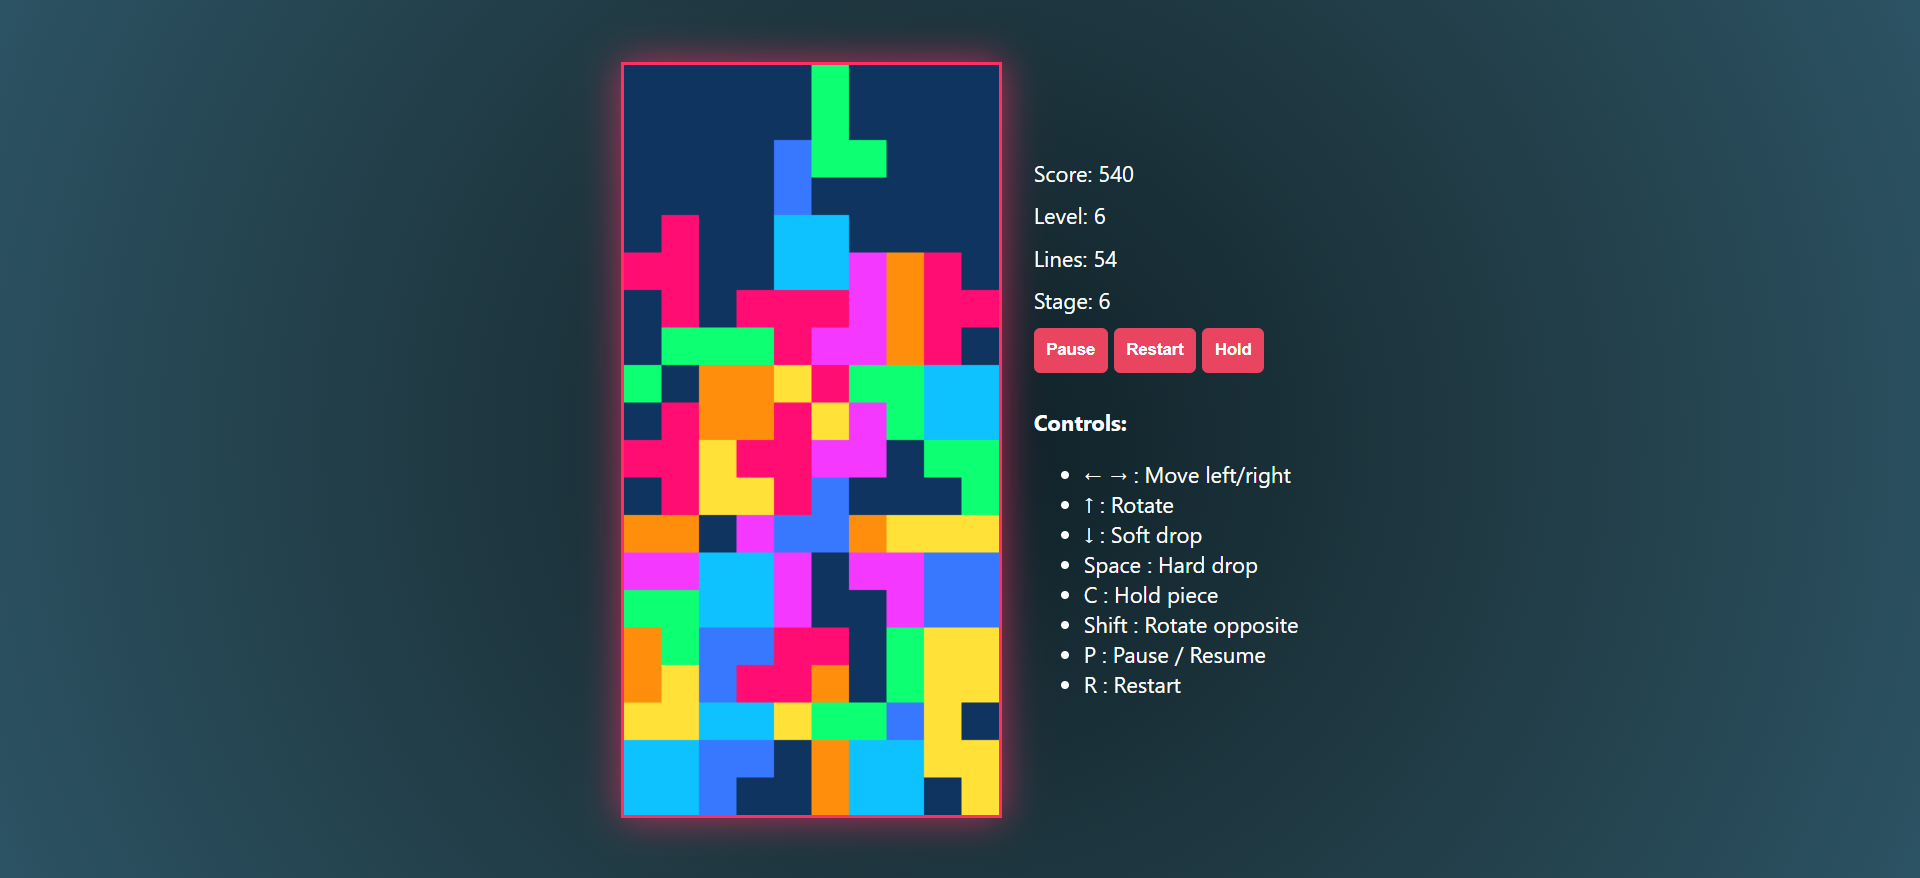 Score: 540
Level: 6
Lines: 54
Stage: 6
Pause Restart Hold
Controls:
← → : Move left/right
↑ : Rotate
↓ : Soft drop
Space : Hard drop
C : Hold piece
Shift : Rotate opposite
P : Pause / Resume
R : Restart